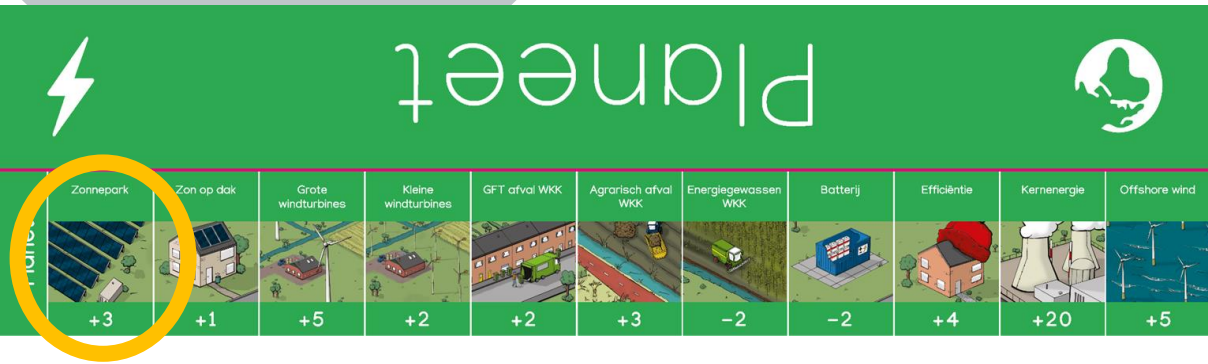 Planeet
Planeet
Zonnepark
Zon op dak
Grote
windturbines
Kleine
windturbines
GFT afval WKK
Agrarisch afval
WKK
Energiegewassen
WKK
Batterij
Efficiëntie
Kernenergie
Offshore wind
+3
+1
+5
+2
+2
+3
-2
-2
+4
+20
+5